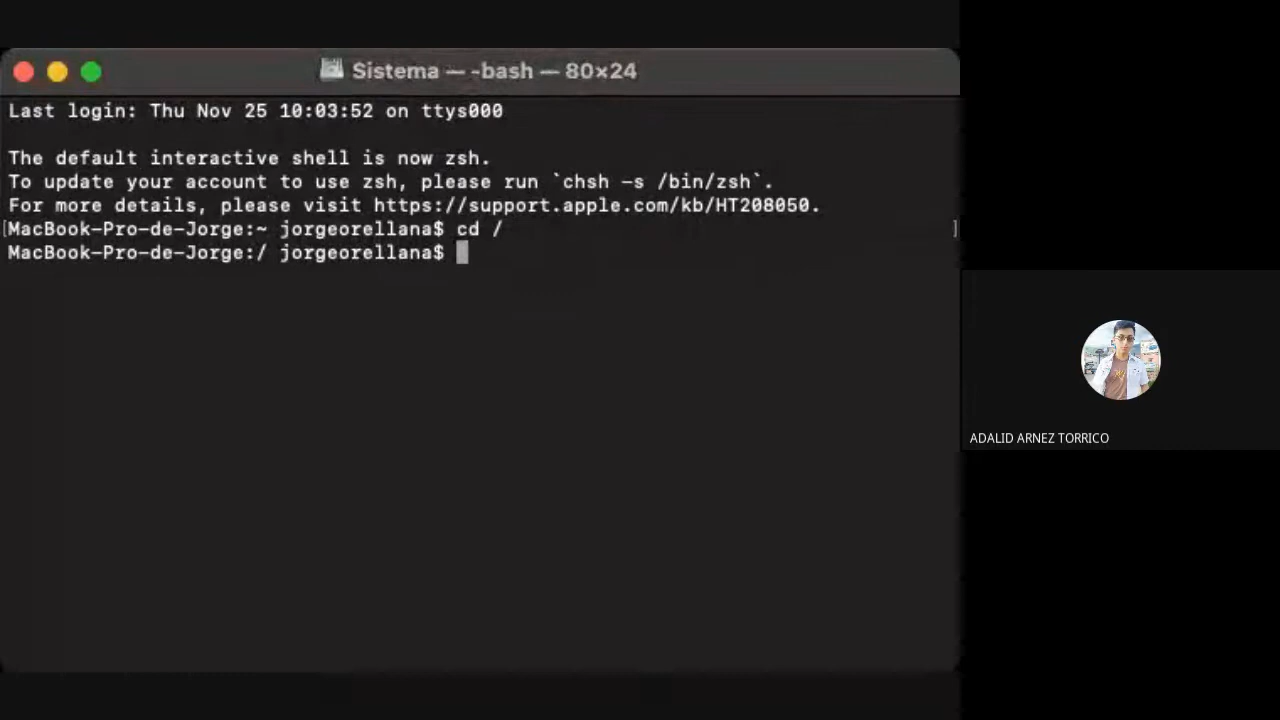 Sistema — -bash — 80×24
Last login: Thu Nov 25 10:03:52 on ttys000
The default interactive shell is now zsh.
To update your account to use zsh, please run `chsh -s /bin/zsh`.
For more details, please visit https://support.apple.com/kb/HT208050.
[MacBook-Pro-de-Jorge:~ jorgeorellana$ cd / ]
MacBook-Pro-de-Jorge:/ jorgeorellana$
ADALID ARNEZ TORRICO